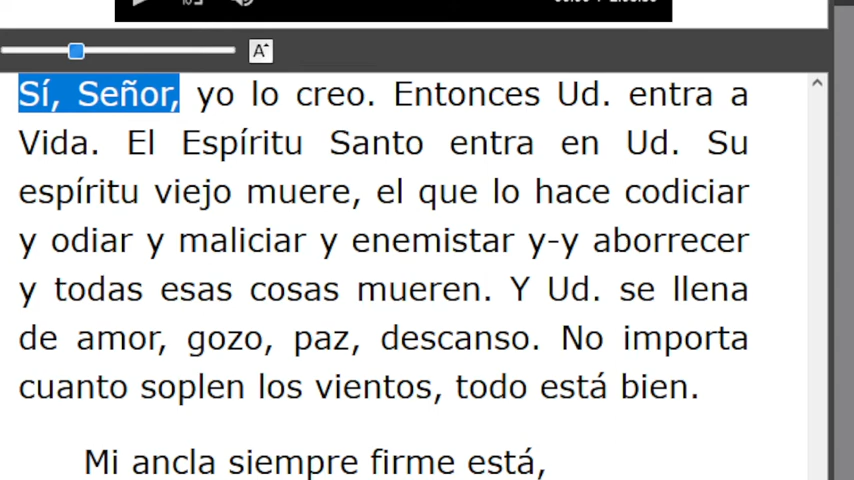 A
Sí, Señor, yo lo creo. Entonces Ud. entra a
Vida. El Espíritu Santo entra en Ud. Su
espíritu viejo muere, el que lo hace codiciar
y odiar y maliciar y enemistar y-y aborrecer
y todas esas cosas mueren. Y Ud. se llena
de amor, gozo, paz, descanso. No importa
cuanto soplen los vientos, todo está bien.
Mi ancla siempre firme está,